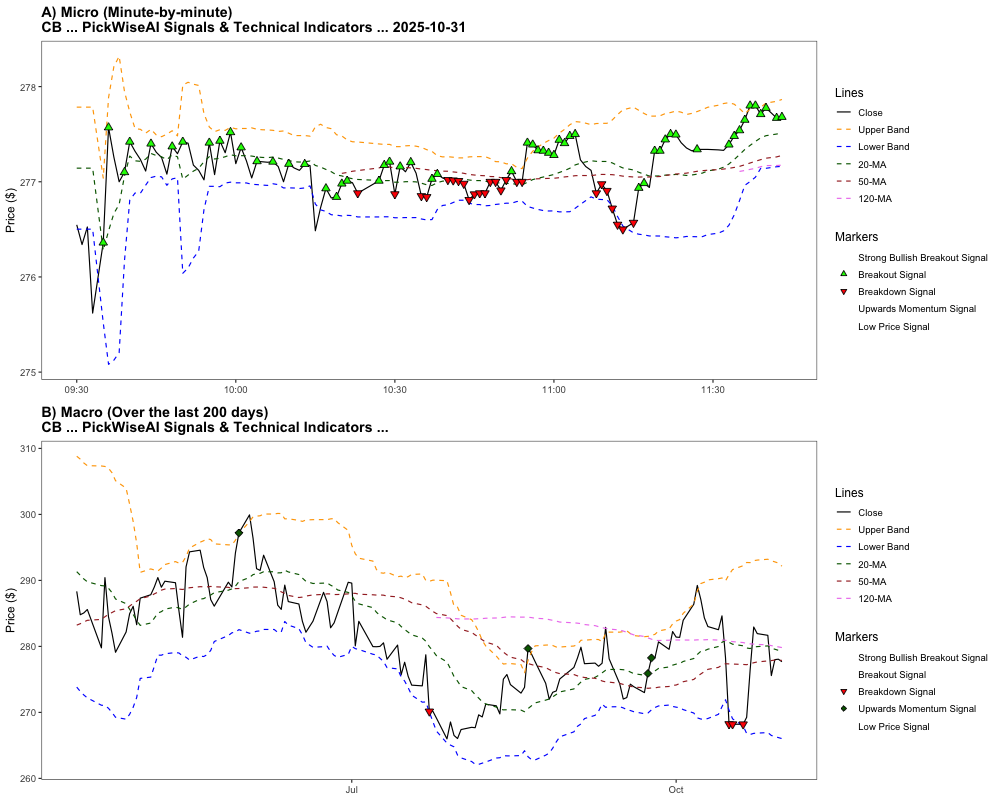 A) Micro (Minute-by-minute)
CB ... PickWiseAI Signals & Technical Indicators ... 2025-10-31
Price ($)
278
277
276
275
09:30
10:00
10:30
11:00
11:30
Lines
Close
Upper Band
Lower Band
20-MA
50-MA
120-MA
Markers
Strong Bullish Breakout Signal
Breakout Signal
Breakdown Signal
Upwards Momentum Signal
Low Price Signal
B) Macro (Over the last 200 days)
CB ... PickWiseAI Signals & Technical Indicators ...
Price ($)
310
300
290
280
270
260
Jul
Oct
Lines
Close
Upper Band
Lower Band
20-MA
50-MA
120-MA
Markers
Strong Bullish Breakout Signal
Breakout Signal
Breakdown Signal
Upwards Momentum Signal
Low Price Signal